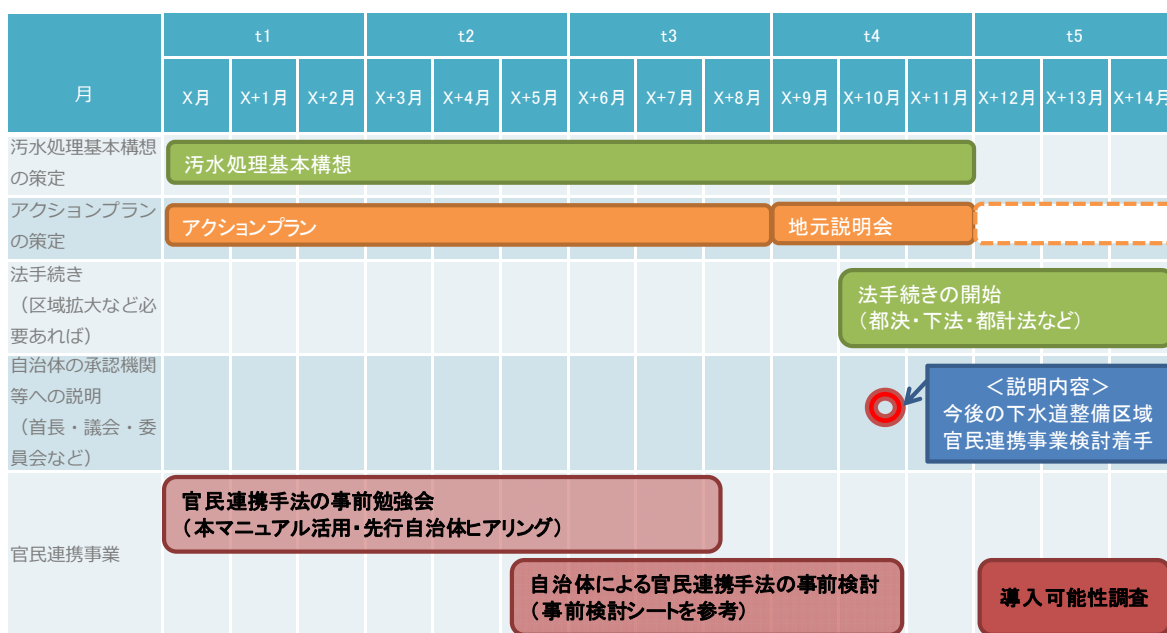 t1 t2 t3 t4 t5
月 X月 X+1月 X+2月 X+3月 X+4月 X+5月 X+6月 X+7月 X+8月 X+9月 X+10月 X+11月 X+12月 X+13月 X+14月
汚水処理基本構想
の策定
汚水処理基本構想
アクションプラン
の策定
アクションプラン
地元説明会
法手続き
（区域拡大など必
要あれば）
法手続きの開始
（都決・下法・都計法など）
自治体の承認機関
等への説明
（首長・議会・委
員会など）
＜説明内容＞
今後の下水道整備区域
官民連携事業検討着手
官民連携事業
官民連携手法の事前勉強会
（本マニュアル活用・先行自治体ヒアリング）
自治体による官民連携手法の事前検討
（事前検討シートを参考）
導入可能性調査